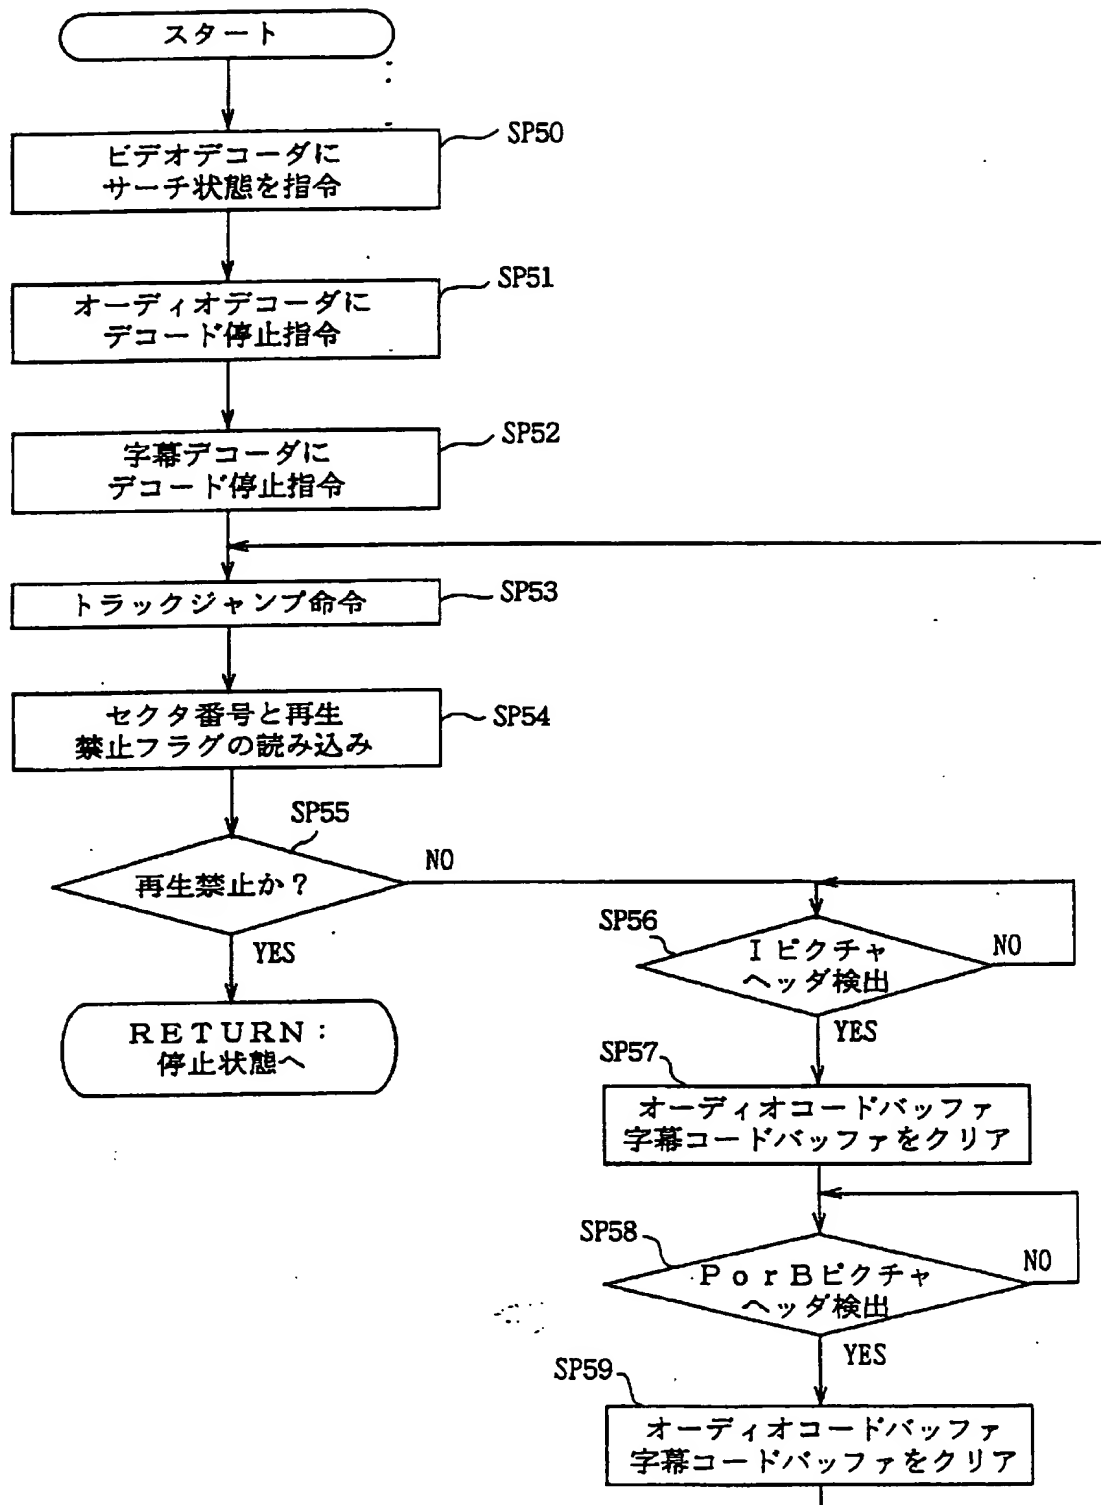 スタート
SP50
ビデオデコーダに
サーチ状態を指令
SP51
オーディオデコーダに
デコード停止指令
SP52
字幕デコーダに
デコード停止指令
SP53
トラックジャンプ命令
SP54
セクタ番号と再生
禁止フラグの読み込み
SP55
再生禁止か?
NO
YES
RETURN:
停止状態へ
SP56
Iピクチャ
ヘッダ検出
NO
YES
SP57
オーディオコードバッファ
字幕コードバッファをクリア
SP58
PorBピクチャ
ヘッダ検出
NO
YES
SP59
オーディオコードバッファ
字幕コードバッファをクリア